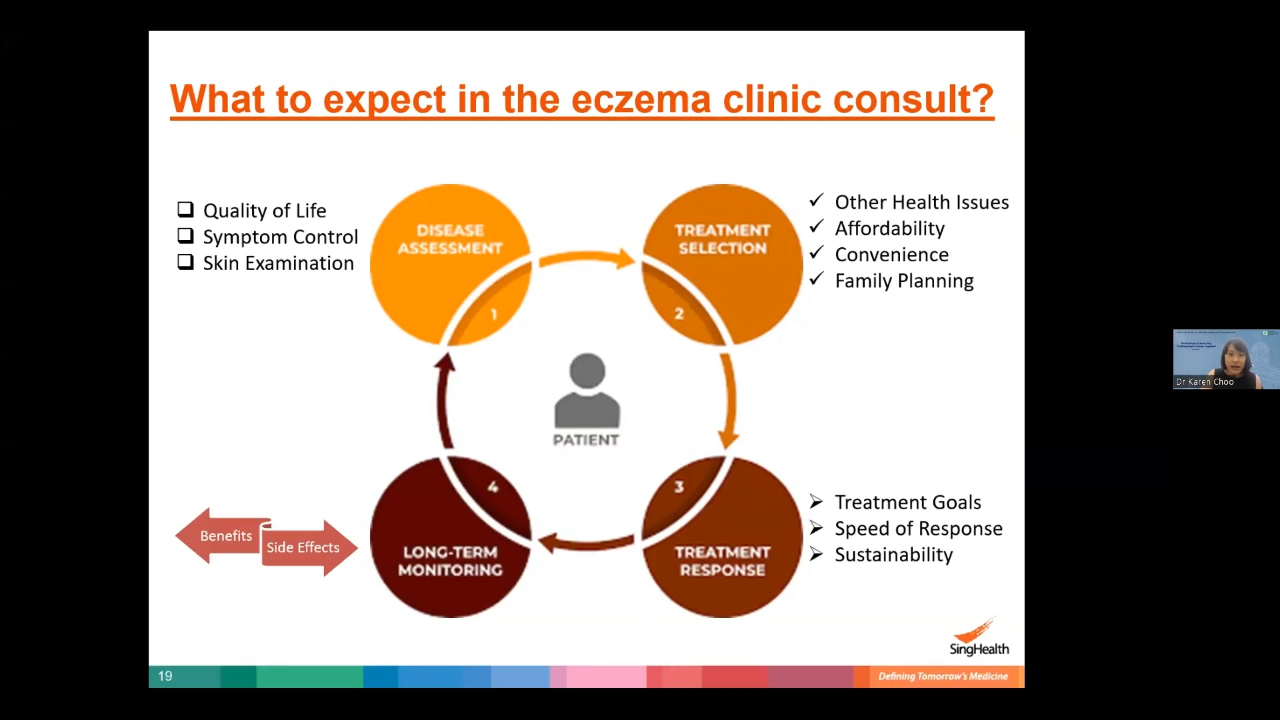 What to expect in the eczema clinic consult?
Quality of Life
Symptom Control
Skin Examination
DISEASE
ASSESSMENT
1
TREATMENT
SELECTION
2
Other Health Issues
Affordability
Convenience
Family Planning
PATIENT
Dr Karen Choo
Benefits
Side Effects
4
LONG-TERM
MONITORING
3
TREATMENT
RESPONSE
Treatment Goals
Speed of Response
Sustainability
SingHealth
19
Defining Tomorrow's Medicine